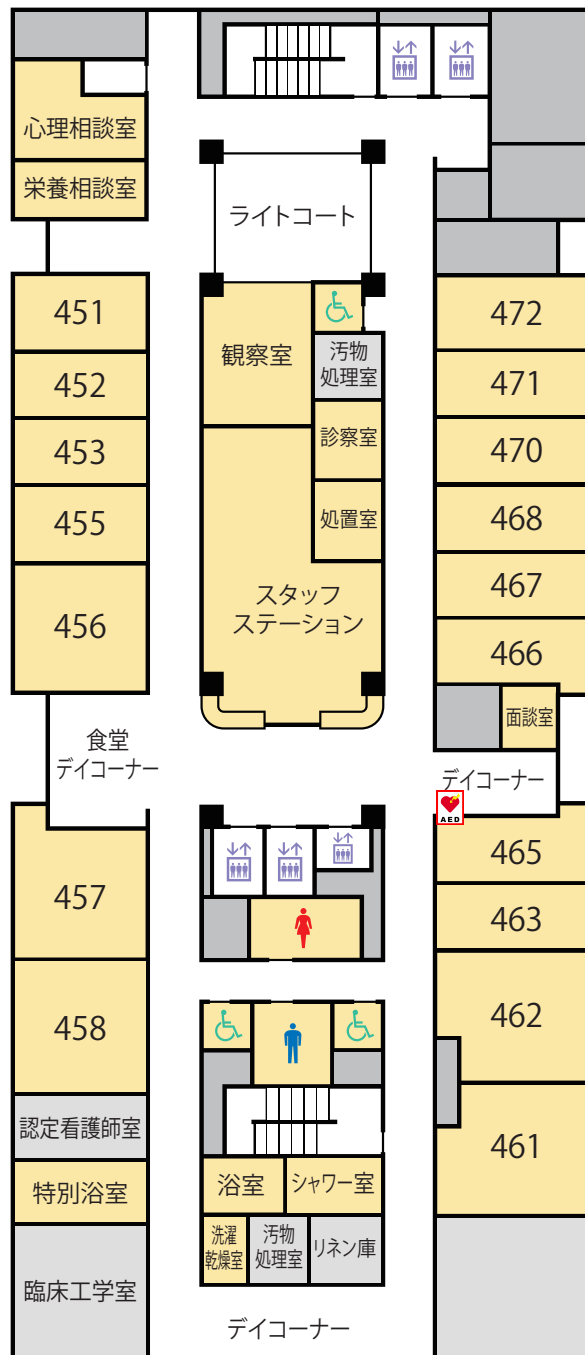 心理相談室
栄養相談室
ライトコート
451
452
453
455
456
観察室
汚物
処理室
診察室
処置室
スタッフ
ステーション
472
471
470
468
467
466
面談室
食堂
デイコーナー
デイコーナー
AED
457
458
465
463
462
461
認定看護師室
特別浴室
臨床工学室
浴室
シャワー室
洗濯
乾燥室
汚物
処理室
リネン庫
デイコーナー